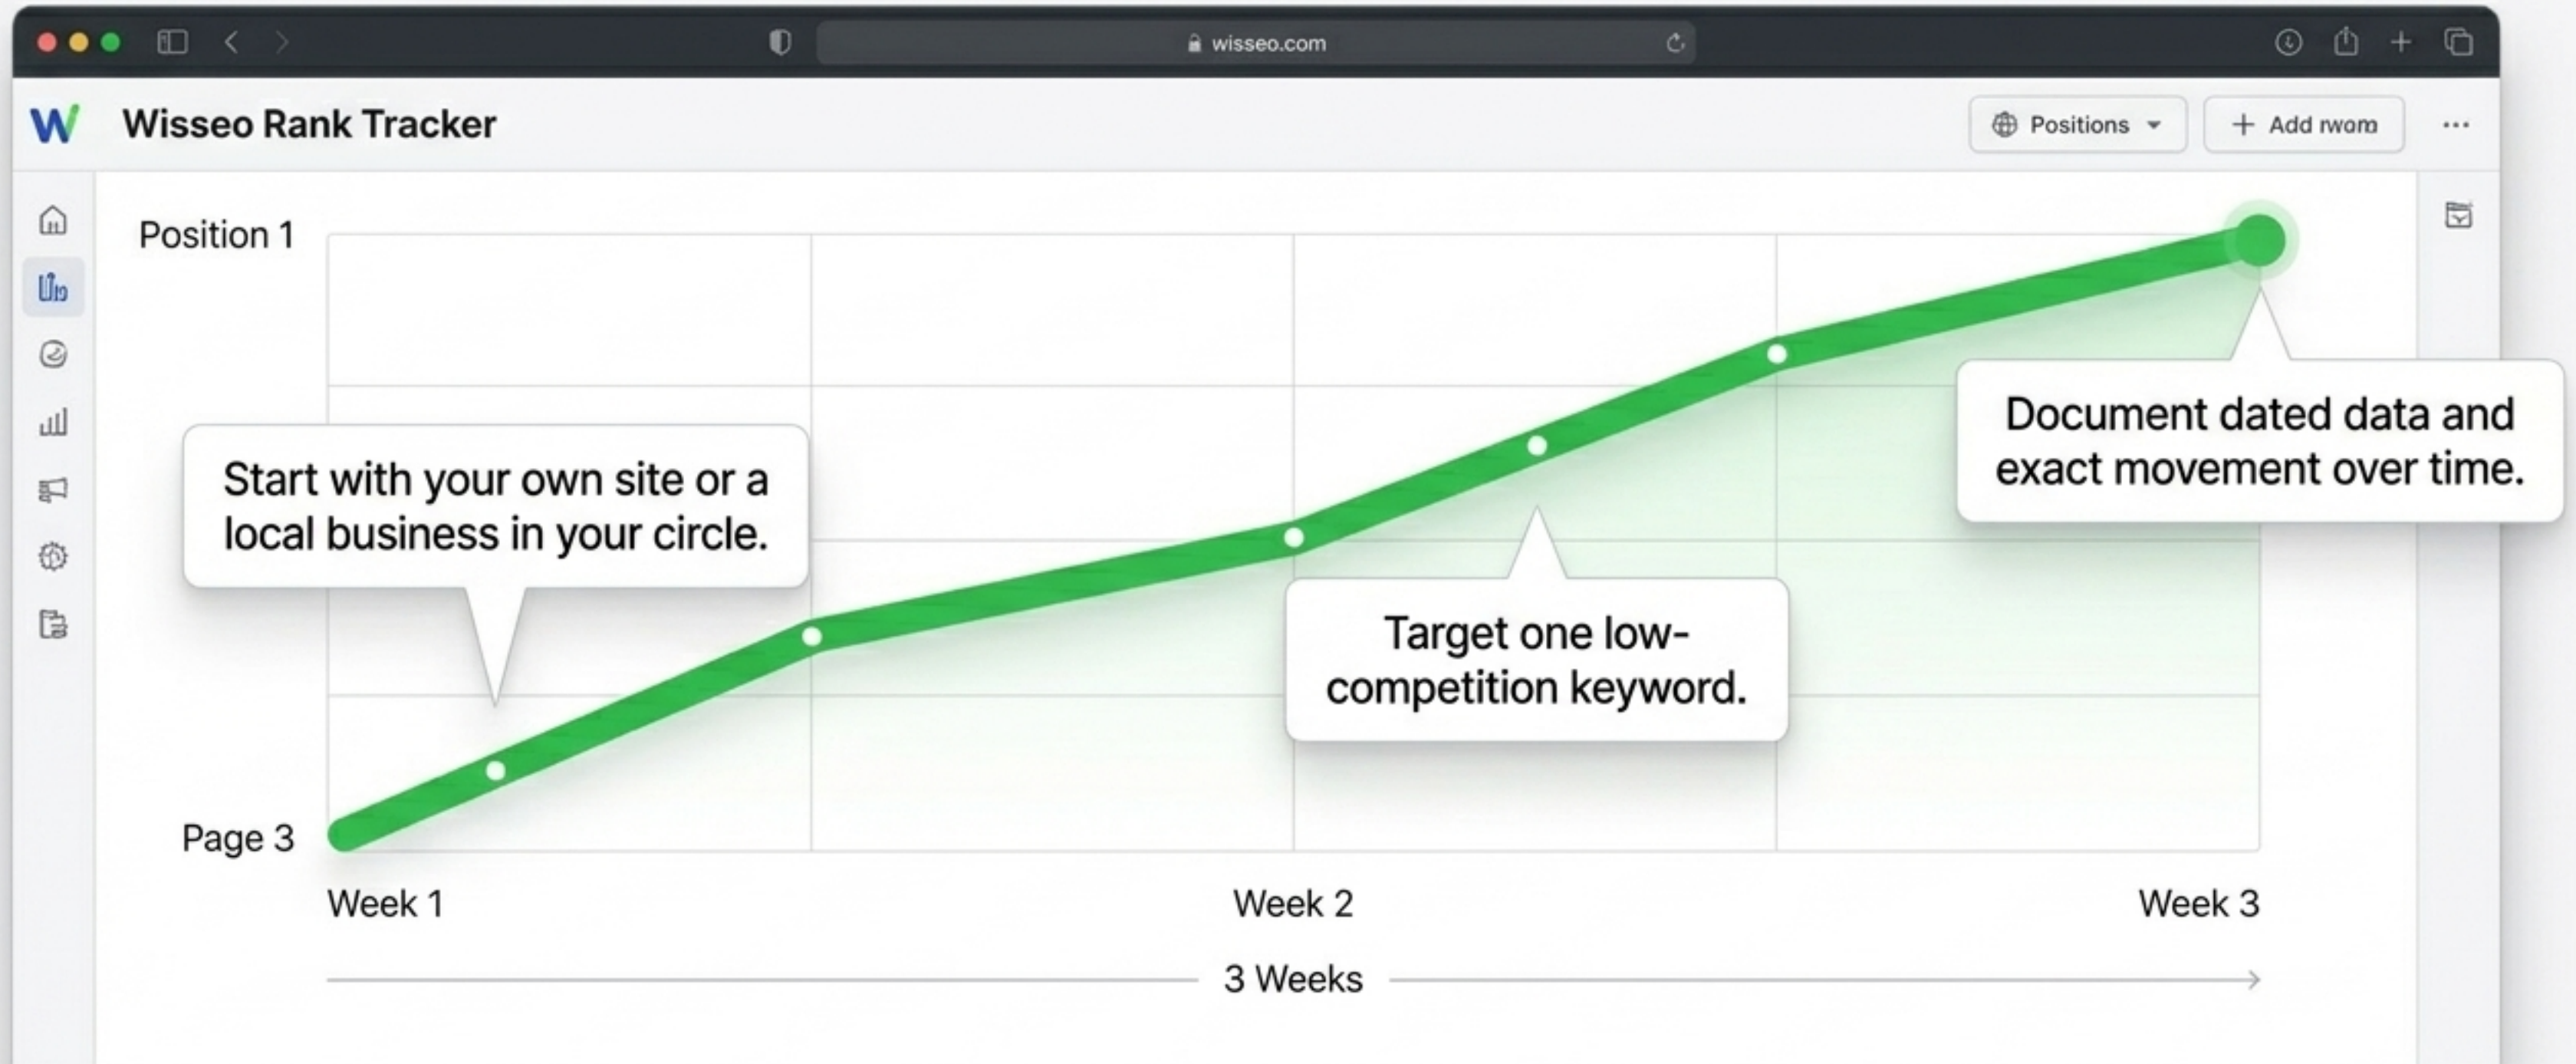 wisseo.com
W Wisseo Rank Tracker
Positions
+ Add rwom
Position 1
Start with your own site or a
local business in your circle.
Document dated data and
exact movement over time.
Target one low-
competition keyword.
Page 3
Week 1
Week 2
Week 3
3 Weeks